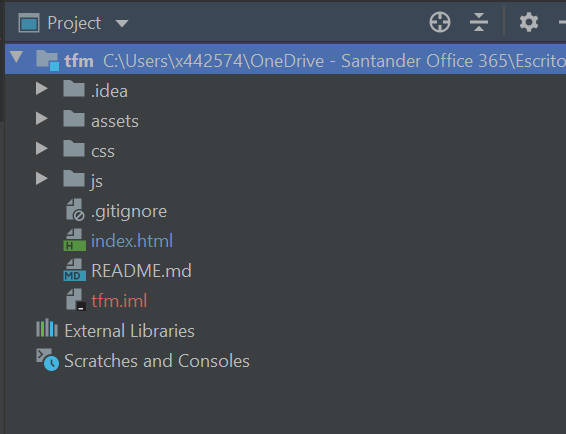 Project
tfm C:\Users\x442574\OneDrive - Santander Office 365\Escrito
.idea
assets
css
js
.gitignore
H index.html
MD README.md
tfm.iml
External Libraries
Scratches and Consoles